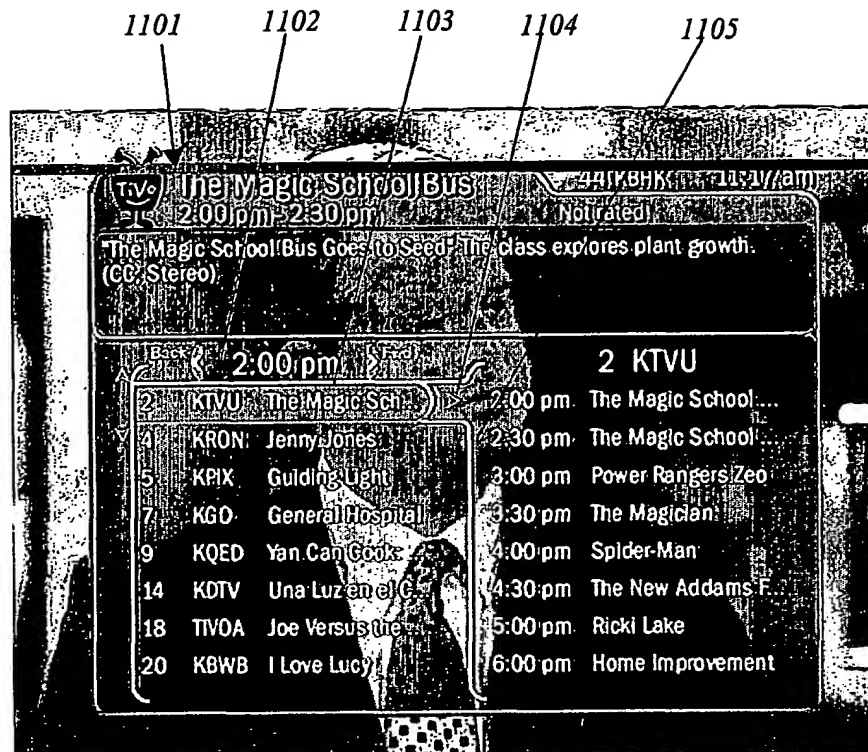 1101 1102 1103 1104 1105
TiVo The Magic School Bus 44 KBHK 11:17 am
2:00 pm - 2:30 pm Not rated
"The Magic School Bus Goes to Seed" The class explores plant growth.
(CC, Stereo)
Back 2:00 pm Fwd 2 KTVU
2 KTVU The Magic Sch 2:00 pm The Magic School ...
4 KRON Jenny Jones 2:30 pm The Magic School ...
5 KPIX Guiding Light 3:00 pm Power Rangers Zeo
7 KGO General Hospital 3:30 pm The Magician
9 KQED Yan Can Cook 4:00 pm Spider-Man
14 KDTV Una Luz en el C... 4:30 pm The New Addams F...
18 TIVOA Joe Versus the ... 5:00 pm Ricki Lake
20 KBWB I Love Lucy 6:00 pm Home Improvement